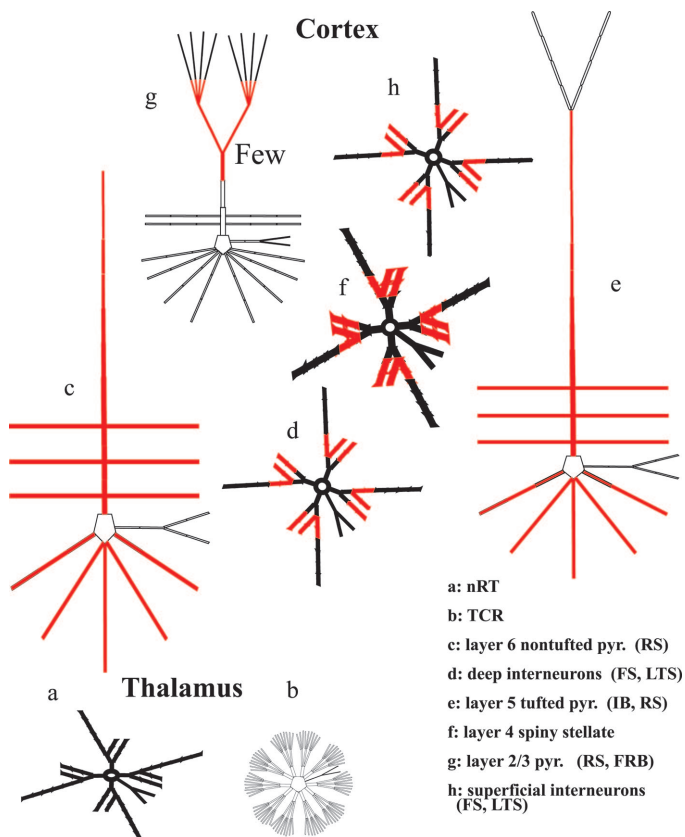 Cortex
g
h
Few
f
e
c
d
a: nRT
b: TCR
c: layer 6 nontufted pyr. (RS)
d: deep interneurons (FS, LTS)
e: layer 5 tufted pyr. (IB, RS)
f: layer 4 spiny stellate
g: layer 2/3 pyr. (RS, FRB)
h: superficial interneurons
(FS, LTS)
a
Thalamus
b